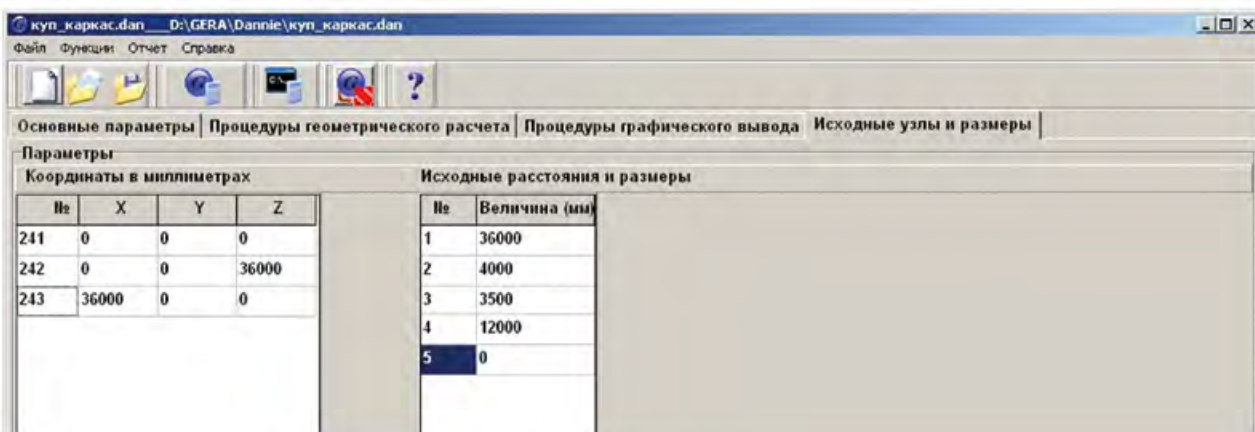 куп_каркас.dan___D:\GERA\Dannie\куп_каркас.dan
Файл Функции Отчет Справка
Основные параметры Процедуры геометрического расчета Процедуры графического вывода Исходные узлы и размеры
Параметры
Координаты в миллиметрах Исходные расстояния и размеры
№ X Y Z № Величина (мм)
241 0 0 0 1 36000
242 0 0 36000 2 4000
243 36000 0 0 3 3500
4 12000
5 0